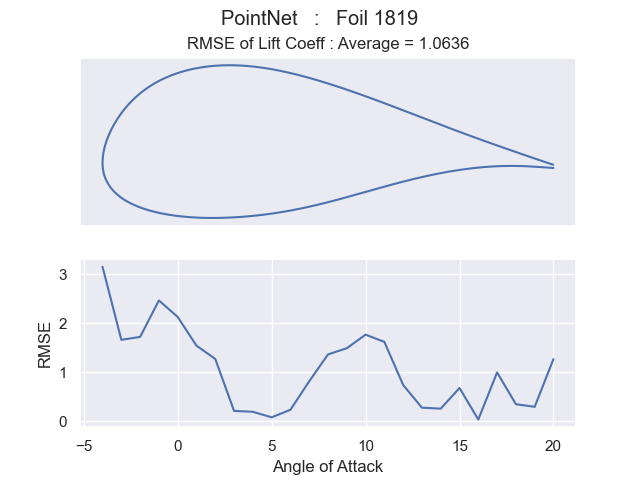 PointNet   :   Foil 1819
RMSE of Lift Coeff : Average = 1.0636
3
2
1
0
RMSE
−5
0
5
10
15
20
Angle of Attack